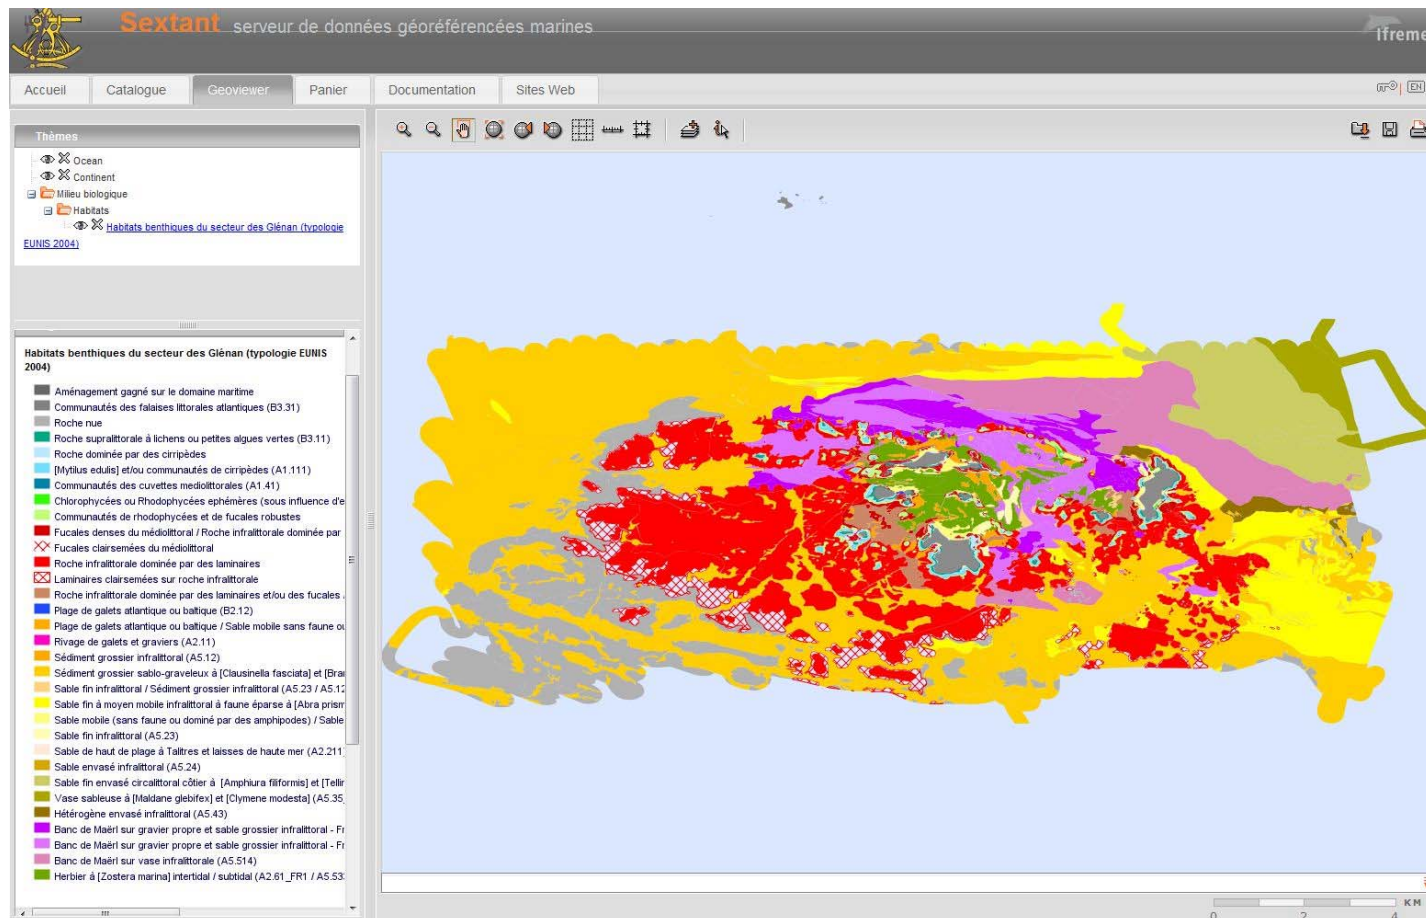 Sextant serveur de données géoréférencées marines
Ifreme
Accueil Catalogue Geoviewer Panier Documentation Sites Web
EN
Thèmes
Ocean
Continent
Milieu biologique
Habitats
Habitats benthiques du secteur des Glénan (typologie
EUNIS 2004)
Habitats benthiques du secteur des Glénan (typologie EUNIS
2004)
Aménagement gagné sur le domaine maritime
Communautés des falaises littorales atlantiques (B3.31)
Roche nue
Roche supralittorale à lichens ou petites algues vertes (B3.11)
Roche dominée par des cirripèdes
[Mytilus edulis] et/ou communautés de cirripèdes (A1.111)
Communautés des cuvettes mediolittorales (A1.41)
Chlorophycées ou Rhodophycées ephémères (sous influence d'e
Communautés de rhodophycées et de fucales robustes
Fucales denses du médiolittoral / Roche infralittorale dominée par
Fucales clairsemées du médiolittoral
Roche infralittorale dominée par des laminaires
Laminaires clairsemées sur roche infralittorale
Roche infralittorale dominée par des laminaires et/ou des fucales
Plage de galets atlantique ou baltique (B2.12)
Plage de galets atlantique ou baltique / Sable mobile sans faune ou
Rivage de galets et graviers (A2.11)
Sédiment grossier infralittoral (A5.12)
Sédiment grossier sablo-graveleux à [Clausinella fasciata] et [Bra
Sable fin infralittoral / Sédiment grossier infralittoral (A5.23 / A5.12
Sable fin à moyen mobile infralittoral à faune éparse à [Abra prism
Sable mobile (sans faune ou dominé par des amphipodes) / Sable
Sable fin infralittoral (A5.23)
Sable de haut de plage à Talitres et laisses de haute mer (A2.211
Sable envasé infralittoral (A5.24)
Sable fin envasé circalittoral côtier à [Amphiura filiformis] et [Tellin
Vase sableuse à [Maldane glebifex] et [Clymene modesta] (A5.35
Hétérogène envasé infralittoral (A5.43)
Banc de Maërl sur gravier propre et sable grossier infralittoral - Fr
Banc de Maërl sur gravier propre et sable grossier infralittoral - Fr
Banc de Maërl sur vase infralittorale (A5.514)
Herbier à [Zostera marina] intertidal / subtidal (A2.61_FR1 / A5.53
KM
0 2 4